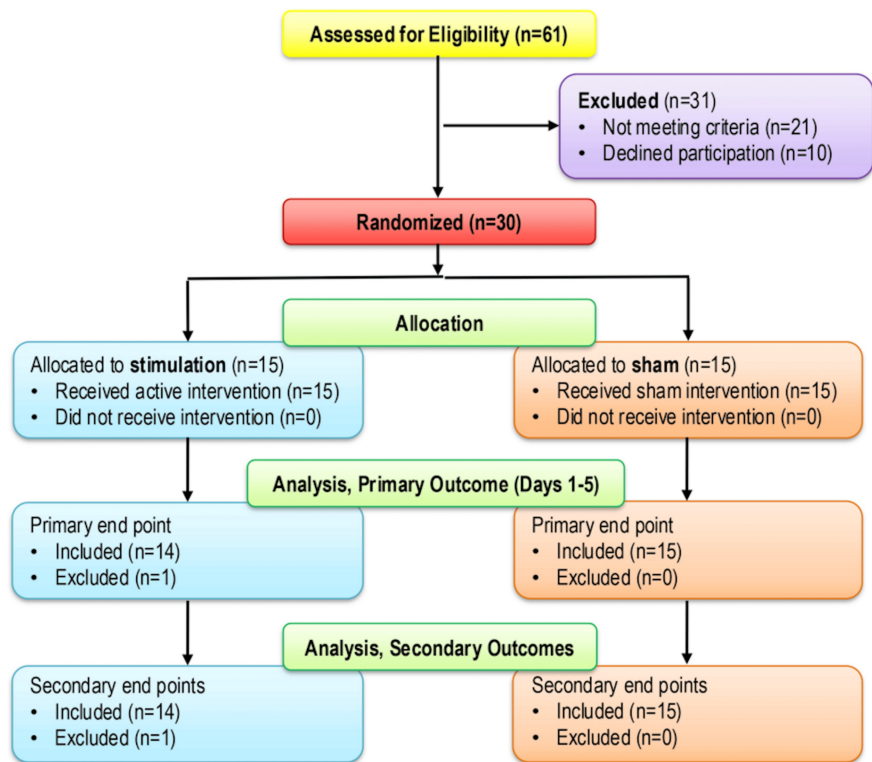 Assessed for Eligibility (n=61)
Excluded (n=31)
• Not meeting criteria (n=21)
• Declined participation (n=10)
Randomized (n=30)
Allocation
Allocated to stimulation (n=15)
• Received active intervention (n=15)
• Did not receive intervention (n=0)
Allocated to sham (n=15)
• Received sham intervention (n=15)
• Did not receive intervention (n=0)
Analysis, Primary Outcome (Days 1-5)
Primary end point
• Included (n=14)
• Excluded (n=1)
Primary end point
• Included (n=15)
• Excluded (n=0)
Analysis, Secondary Outcomes
Secondary end points
• Included (n=14)
• Excluded (n=1)
Secondary end points
• Included (n=15)
• Excluded (n=0)